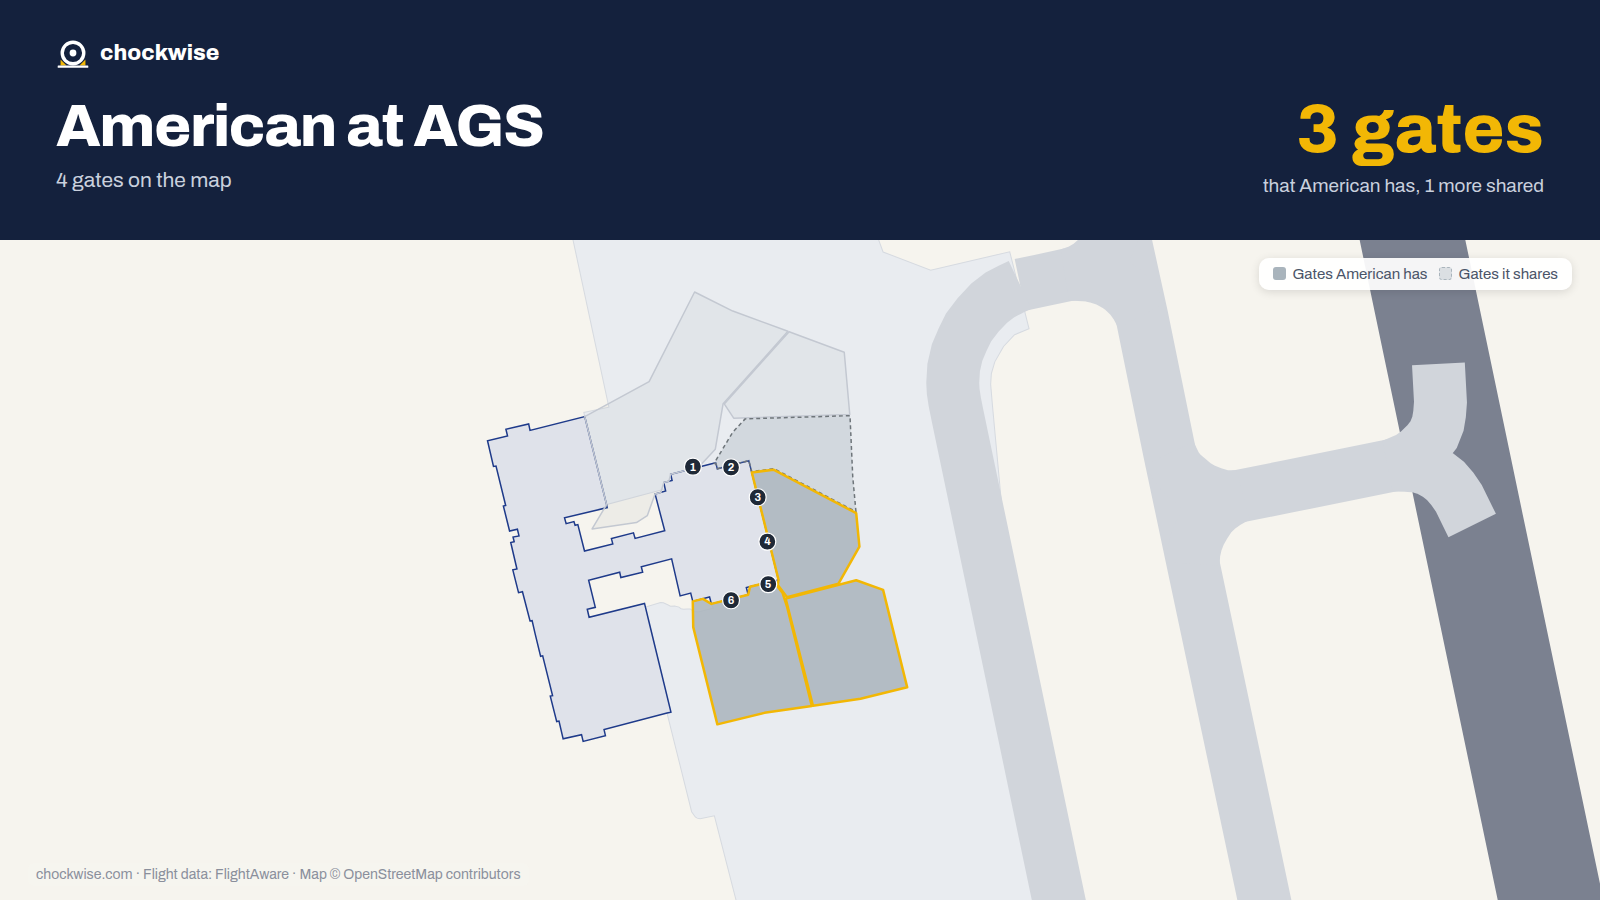 chockwise
American at AGS
4 gates on the map
3 gates
that American has, 1 more shared
Gates American has
Gates it shares
1
2
3
4
5
6
chockwise.com · Flight data: FlightAware · Map © OpenStreetMap contributors